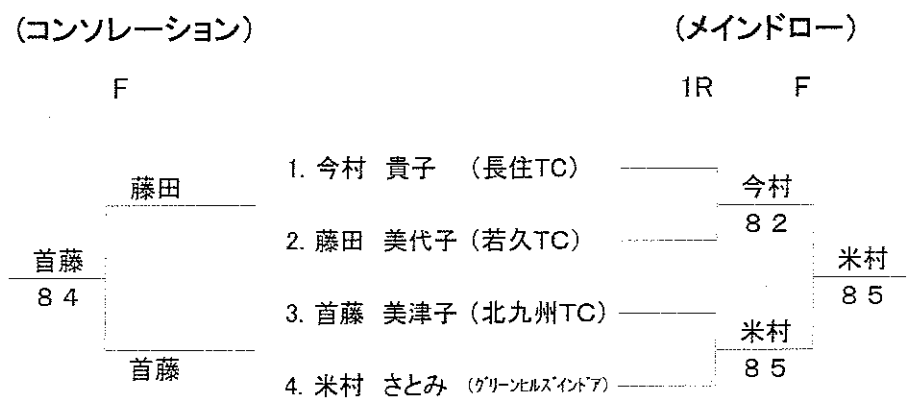 (コンソレーション) (メインドロー)
F 1R F
1. 今村 貴子 (長住TC)
藤田 今村
8 2
2. 藤田 美代子 (若久TC)
首藤 米村
8 4 8 5
3. 首藤 美津子 (北九州TC)
米村
首藤 8 5
4. 米村 さとみ (グリーンヒルズインドア)